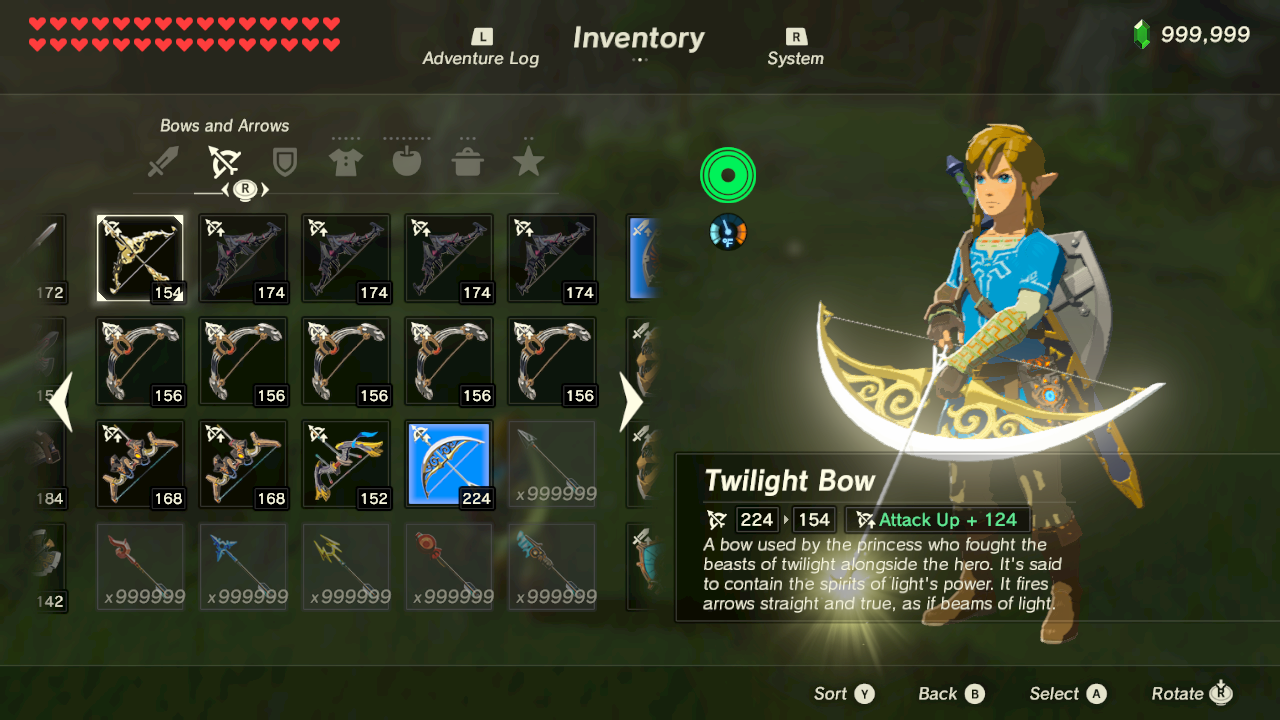 L
Inventory
R
999,999
Adventure Log
System
Bows and Arrows
R
172
154
174
174
174
174
156
156
156
156
156
184
168
168
152
224
x999999
142
x999999
x999999
x999999
x999999
x999999
°F
Twilight Bow
224 154 Attack Up + 124
A bow used by the princess who fought the
beasts of twilight alongside the hero. It's said
to contain the spirits of light's power. It fires
arrows straight and true, as if beams of light.
Sort Y Back B Select A Rotate R